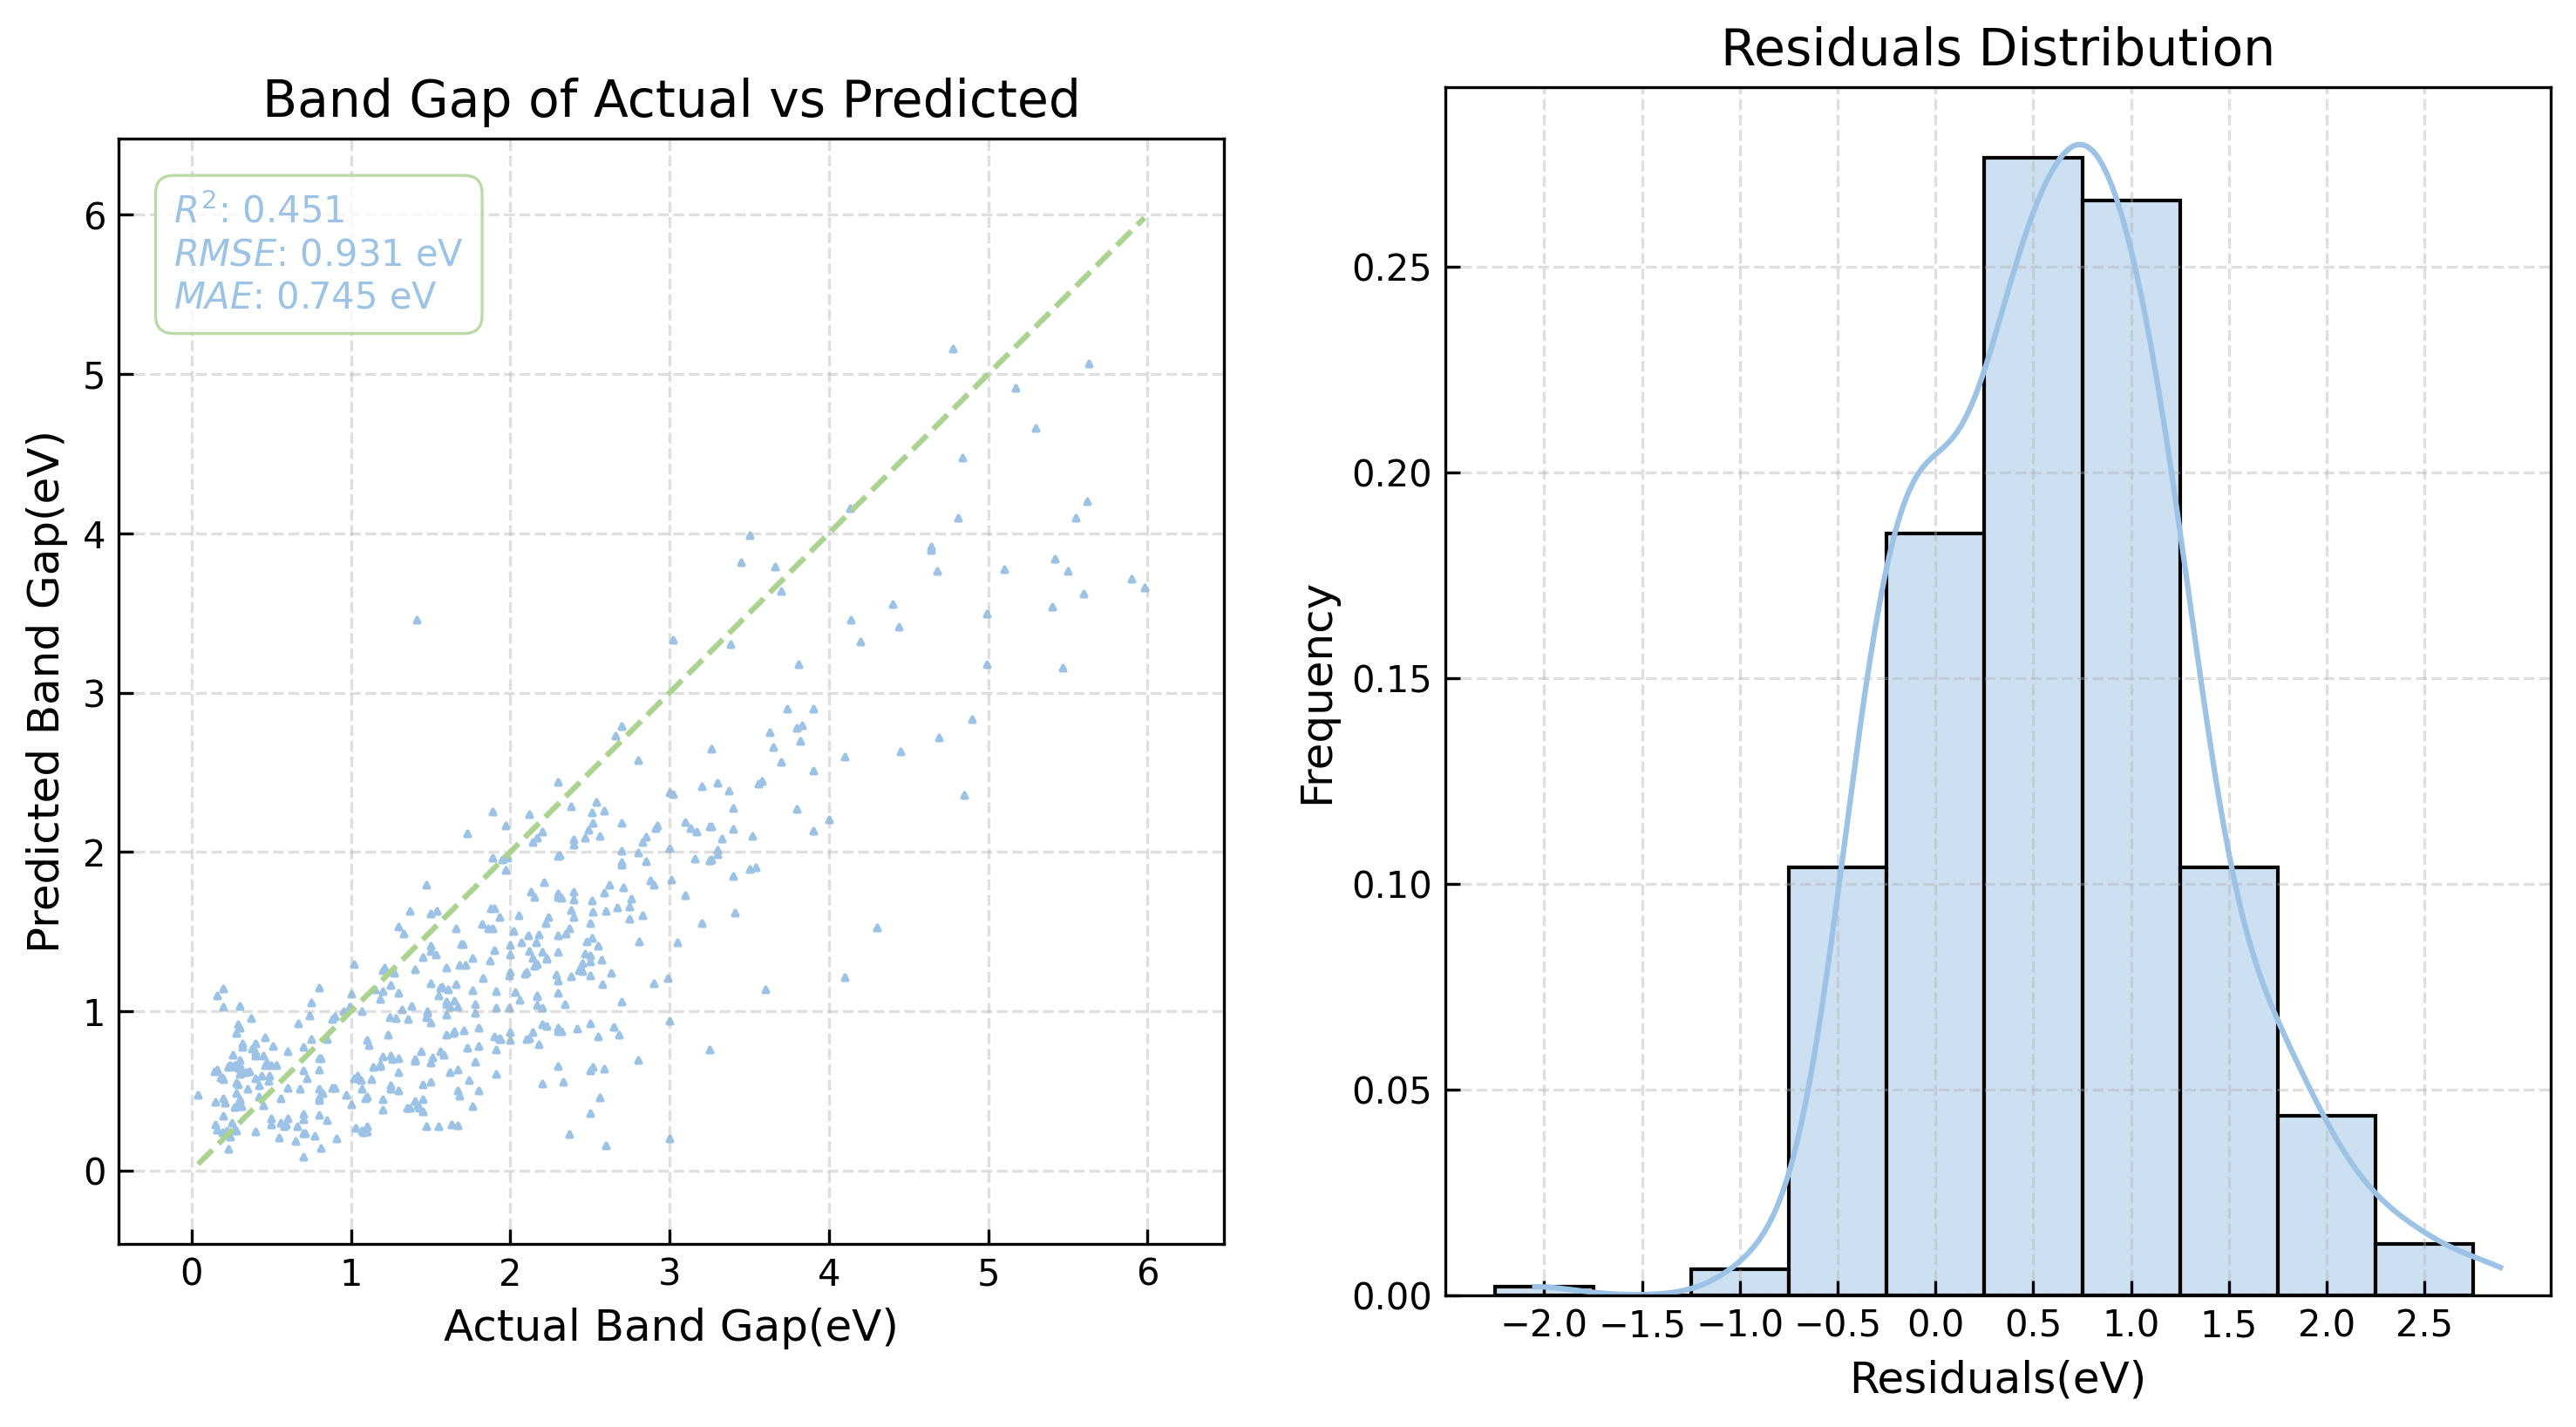 Band Gap of Actual vs Predicted
R²: 0.451
RMSE: 0.931 eV
MAE: 0.745 eV
6
5
4
3
2
1
0
0 1 2 3 4 5 6
Predicted Band Gap(eV)
Actual Band Gap(eV)
Residuals Distribution
0.25
0.20
0.15
0.10
0.05
0.00
−2.0 −1.5 −1.0 −0.5 0.0 0.5 1.0 1.5 2.0 2.5
Frequency
Residuals(eV)